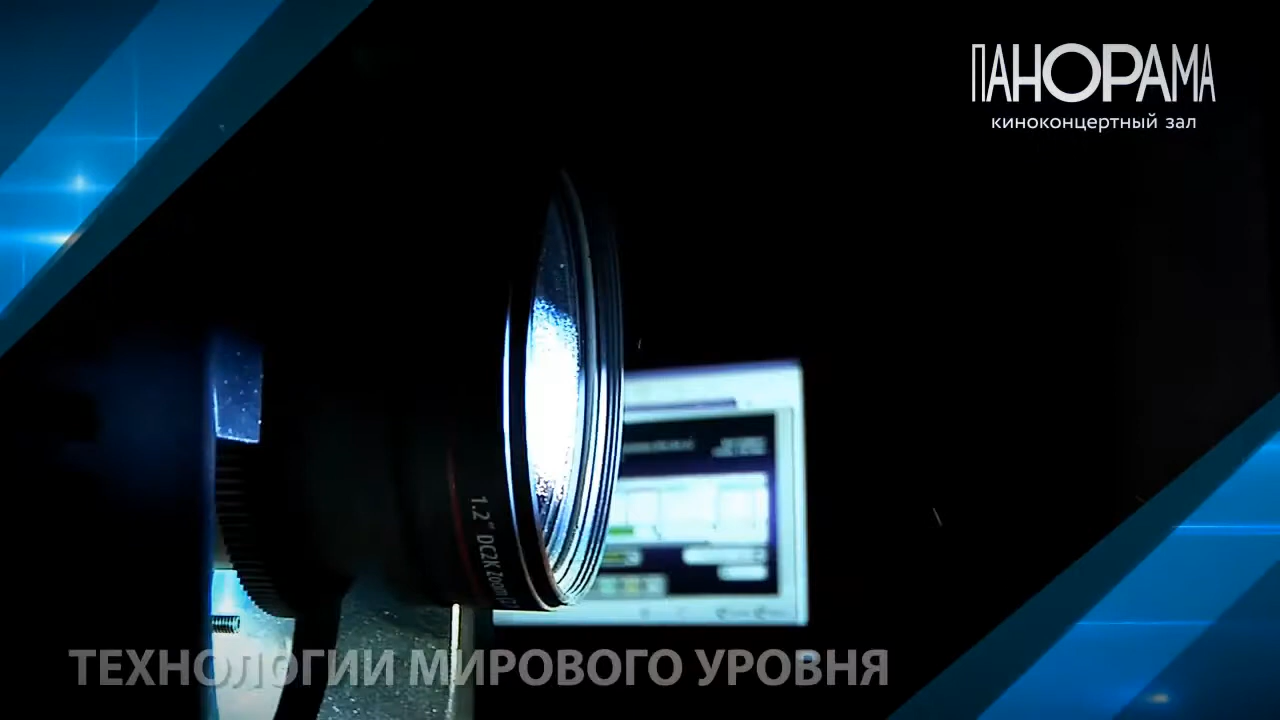 ПАНОРАМА
киноконцертный зал
1.2" DC2K Zoom
ТЕХНОЛОГИИ МИРОВОГО УРОВНЯ